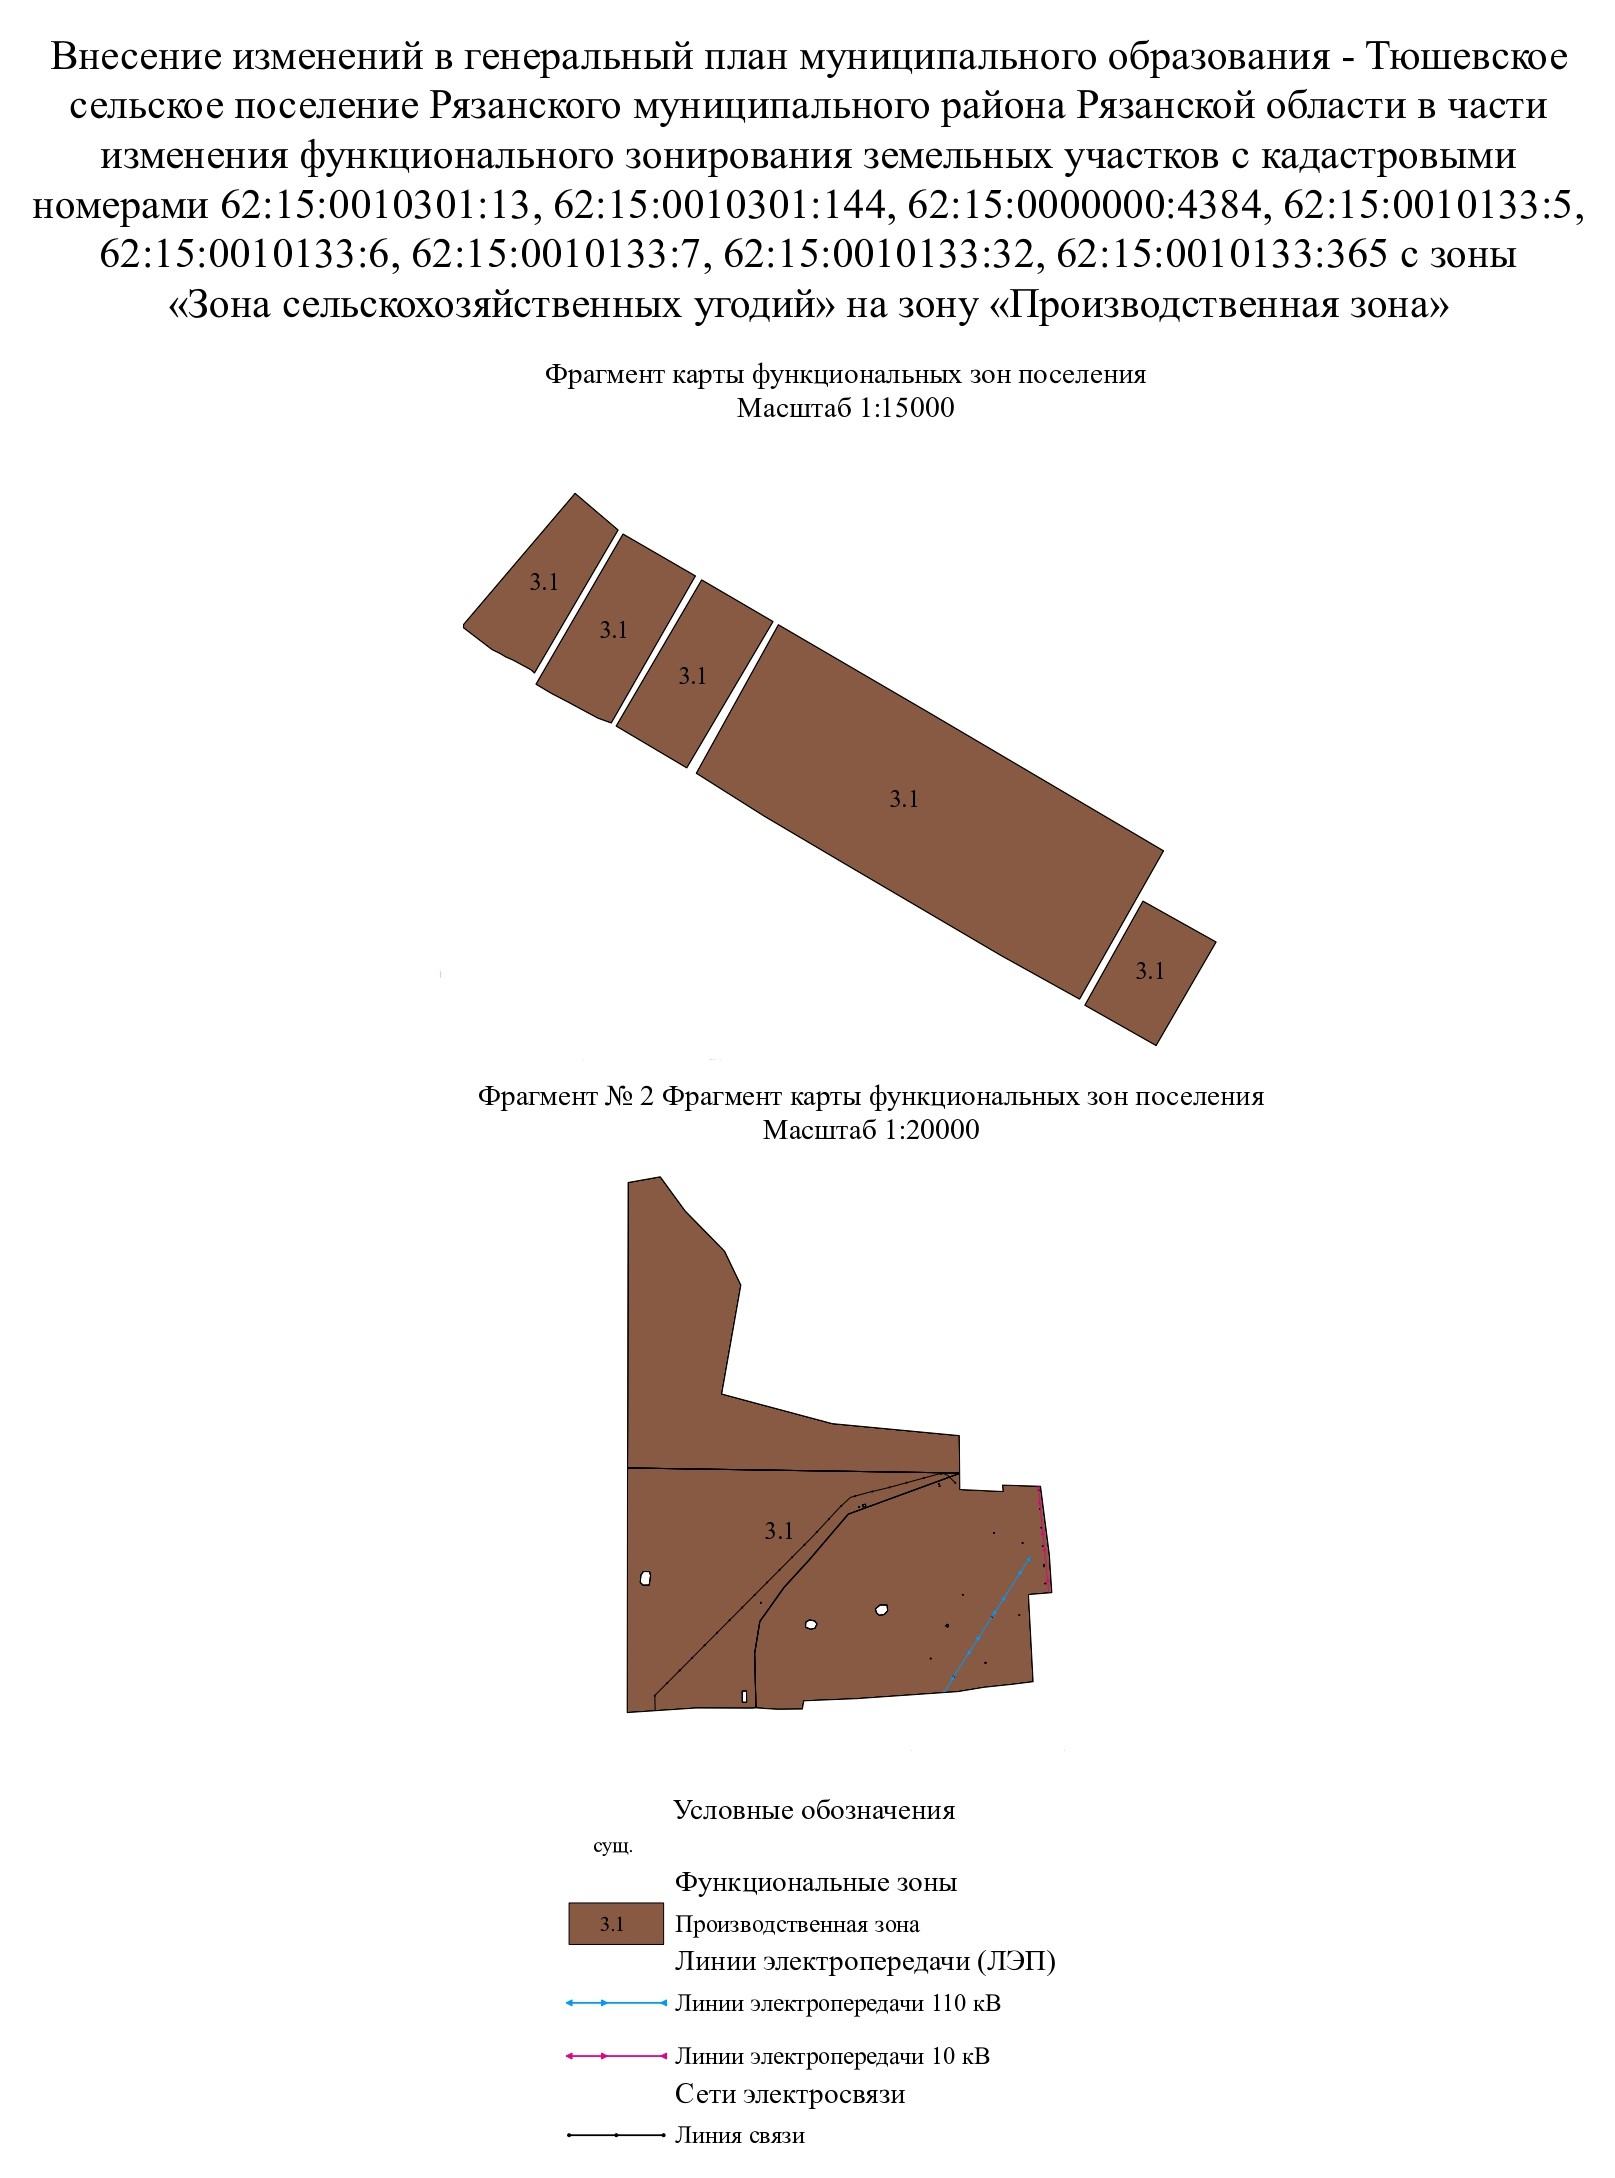 Внесение изменений в генеральный план муниципального образования - Тюшевское
сельское поселение Рязанского муниципального района Рязанской области в части
изменения функционального зонирования земельных участков с кадастровыми
номерами 62:15:0010301:13, 62:15:0010301:144, 62:15:0000000:4384, 62:15:0010133:5,
62:15:0010133:6, 62:15:0010133:7, 62:15:0010133:32, 62:15:0010133:365 с зоны
«Зона сельскохозяйственных угодий» на зону «Производственная зона»
Фрагмент карты функциональных зон поселения
Масштаб 1:15000
3.1
3.1
3.1
3.1
3.1
Фрагмент № 2 Фрагмент карты функциональных зон поселения
Масштаб 1:20000
3.1
Условные обозначения
сущ.
Функциональные зоны
3.1 Производственная зона
Линии электропередачи (ЛЭП)
Линии электропередачи 110 кВ
Линии электропередачи 10 кВ
Сети электросвязи
Линия связи